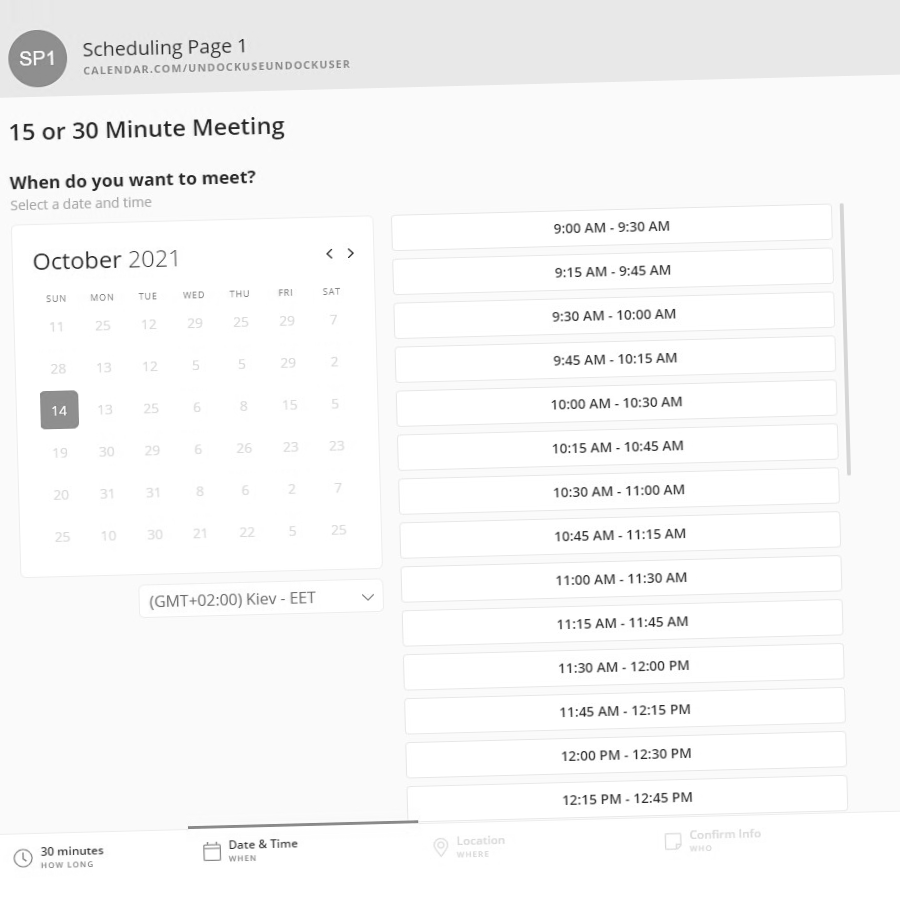 SP1
Scheduling Page 1
CALENDAR.COM/UNDOCKUSEUNDOCKUSER
15 or 30 Minute Meeting
When do you want to meet?
Select a date and time
October 2021
SUN MON TUE WED THU FRI SAT
11 25 12 29 25 29 7
28 13 12 5 5 29 2
14 13 25 6 8 15 5
19 30 29 6 26 23 23
20 31 31 8 6 2 7
25 10 30 21 22 5 25
(GMT+02:00) Kiev - EET
9:00 AM - 9:30 AM
9:15 AM - 9:45 AM
9:30 AM - 10:00 AM
9:45 AM - 10:15 AM
10:00 AM - 10:30 AM
10:15 AM - 10:45 AM
10:30 AM - 11:00 AM
10:45 AM - 11:15 AM
11:00 AM - 11:30 AM
11:15 AM - 11:45 AM
11:30 AM - 12:00 PM
11:45 AM - 12:15 PM
12:00 PM - 12:30 PM
12:15 PM - 12:45 PM
30 minutes
HOW LONG
Date & Time
WHEN
Location
WHERE
Confirm Info
WHO